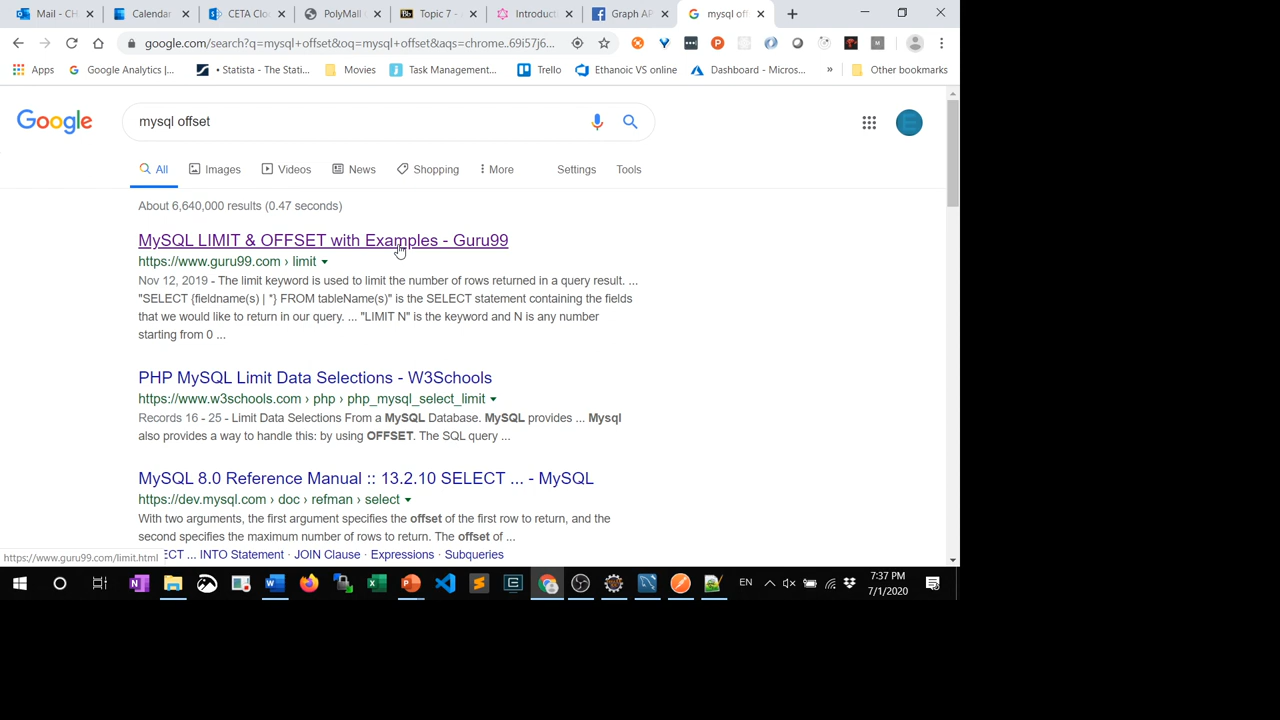 Mail - CH
Calendar
CETA Clo
PolyMall
Topic 7 -
Introduct
Graph AP
mysql off
google.com/search?q=mysql+offset&oq=mysql+offset&aqs=chrome..69i57j6...
Apps
Google Analytics |...
• Statista - The Stati...
Movies
Task Management...
Trello
Ethanoic VS online
Dashboard - Micros...
»
Other bookmarks
Google
mysql offset
E
All
Images
Videos
News
Shopping
More
Settings
Tools
About 6,640,000 results (0.47 seconds)
MySQL LIMIT & OFFSET with Examples - Guru99
https://www.guru99.com › limit
Nov 12, 2019 - The limit keyword is used to limit the number of rows returned in a query result. ...
"SELECT {fieldname(s) | *} FROM tableName(s)" is the SELECT statement containing the fields
that we would like to return in our query. ... "LIMIT N" is the keyword and N is any number
starting from 0 ...
PHP MySQL Limit Data Selections - W3Schools
https://www.w3schools.com › php › php_mysql_select_limit
Records 16 - 25 - Limit Data Selections From a MySQL Database. MySQL provides ... Mysql
also provides a way to handle this: by using OFFSET. The SQL query ...
MySQL 8.0 Reference Manual :: 13.2.10 SELECT ... - MySQL
https://dev.mysql.com › doc › refman › select
With two arguments, the first argument specifies the offset of the first row to return, and the
second specifies the maximum number of rows to return. The offset of ...
https://www.guru99.com/limit.html
ECT ... INTO Statement · JOIN Clause · Expressions · Subqueries
EN
7:37 PM
7/1/2020